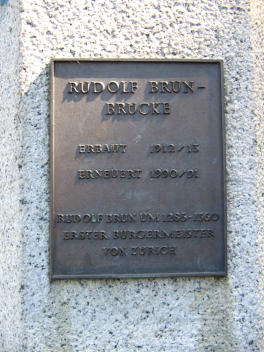 RUDOLF BRUN-
BRÜCKE
ERBAUT 1912/13
ERNEUERT 1990/91
RUDOLF BRUN UM 1285-1360
ERSTER BÜRGERMEISTER
VON ZÜRICH